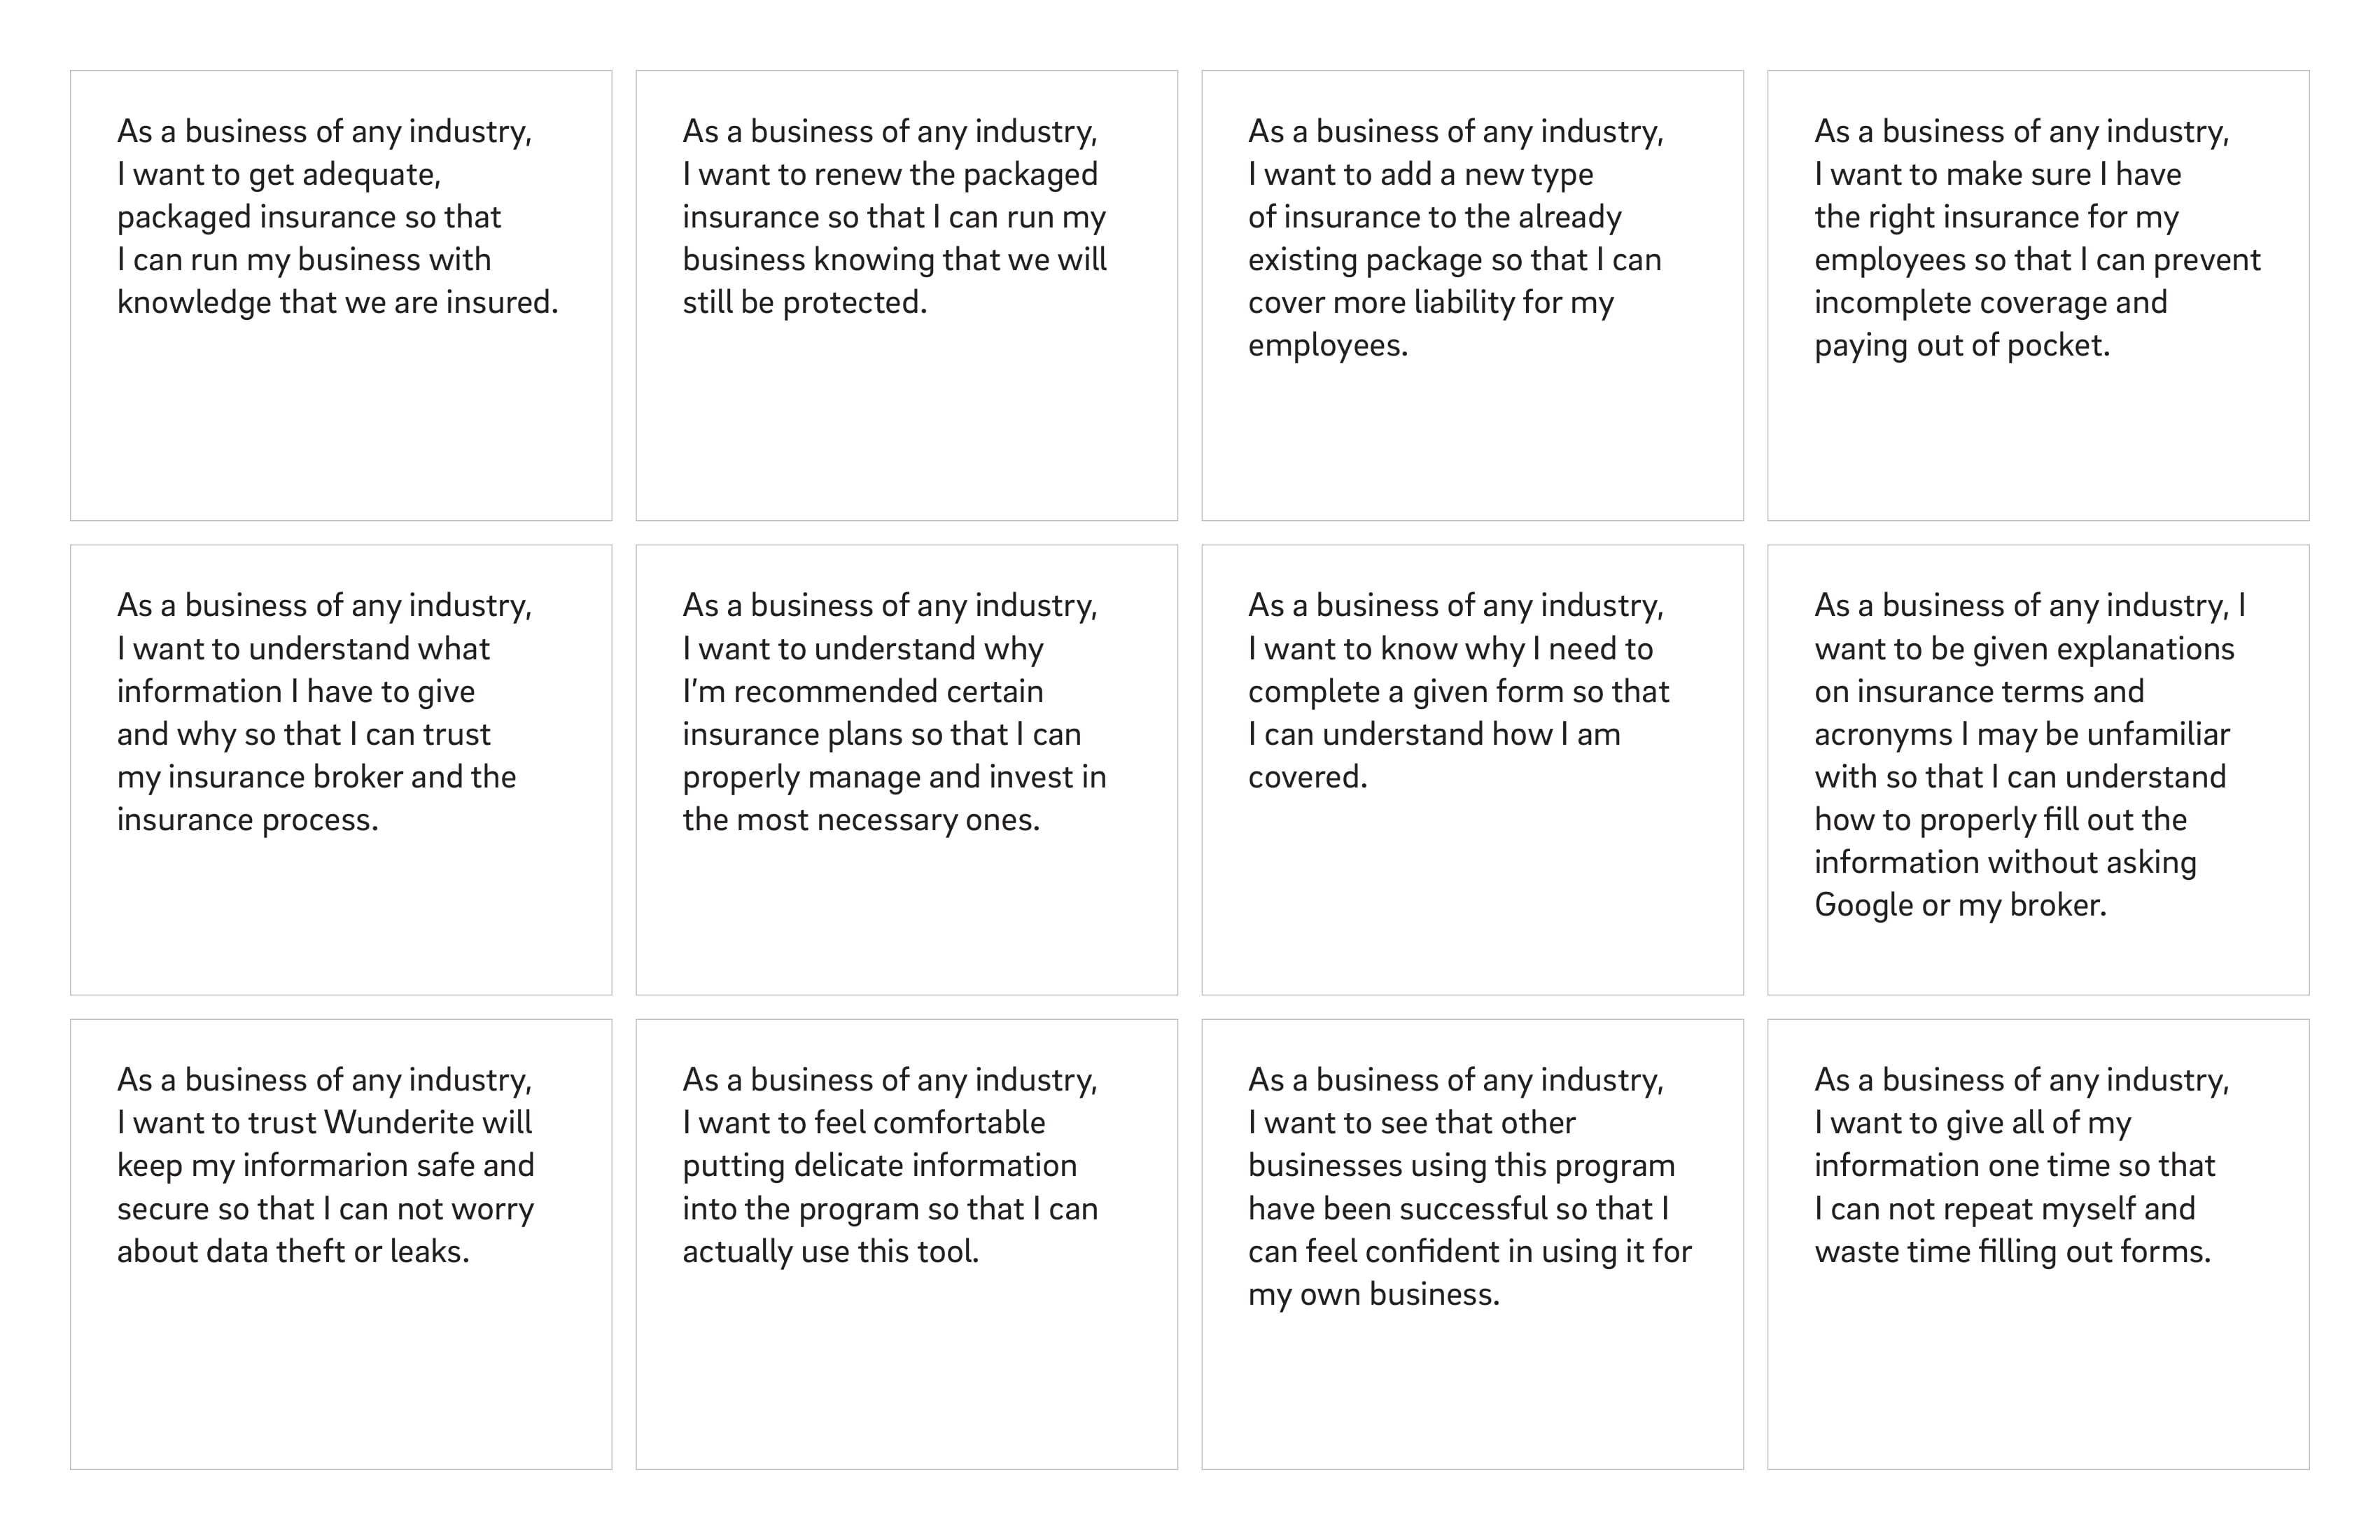 As a business of any industry,
I want to get adequate,
packaged insurance so that
I can run my business with
knowledge that we are insured.
As a business of any industry,
I want to renew the packaged
insurance so that I can run my
business knowing that we will
still be protected.
As a business of any industry,
I want to add a new type
of insurance to the already
existing package so that I can
cover more liability for my
employees.
As a business of any industry,
I want to make sure I have
the right insurance for my
employees so that I can prevent
incomplete coverage and
paying out of pocket.
As a business of any industry,
I want to understand what
information I have to give
and why so that I can trust
my insurance broker and the
insurance process.
As a business of any industry,
I want to understand why
I’m recommended certain
insurance plans so that I can
properly manage and invest in
the most necessary ones.
As a business of any industry,
I want to know why I need to
complete a given form so that
I can understand how I am
covered.
As a business of any industry, I
want to be given explanations
on insurance terms and
acronyms I may be unfamiliar
with so that I can understand
how to properly fill out the
information without asking
Google or my broker.
As a business of any industry,
I want to trust Wunderite will
keep my informarion safe and
secure so that I can not worry
about data theft or leaks.
As a business of any industry,
I want to feel comfortable
putting delicate information
into the program so that I can
actually use this tool.
As a business of any industry,
I want to see that other
businesses using this program
have been successful so that I
can feel confident in using it for
my own business.
As a business of any industry,
I want to give all of my
information one time so that
I can not repeat myself and
waste time filling out forms.